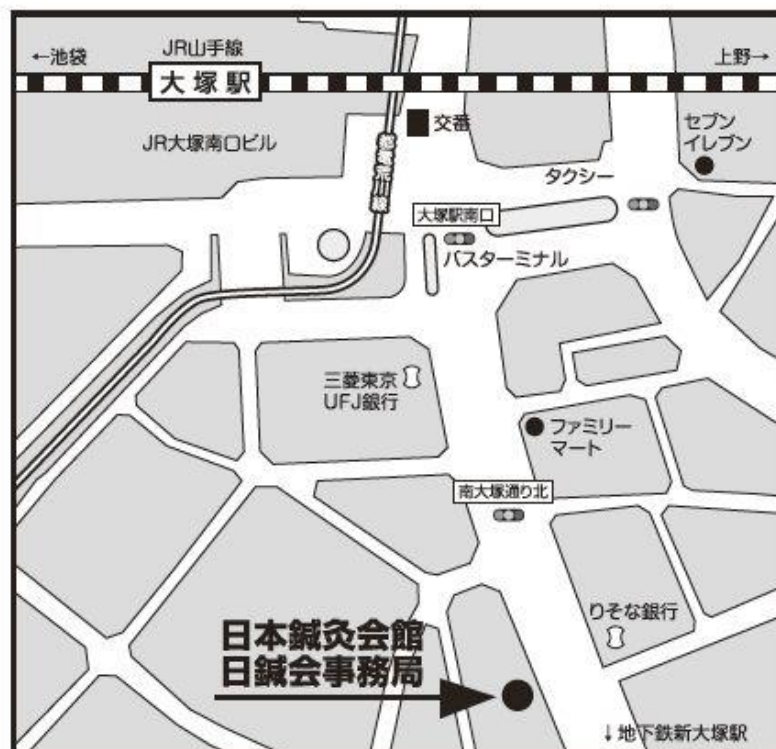 ←池袋
JR山手線
上野→
大塚駅
JR大塚南口ビル
交番
セブン
イレブン
都電荒川線
タクシー
大塚駅南口
バスターミナル
三菱東京
UFJ銀行
ファミリー
マート
南大塚通り北
りそな銀行
日本鍼灸会館
日鍼会事務局
↓地下鉄新大塚駅